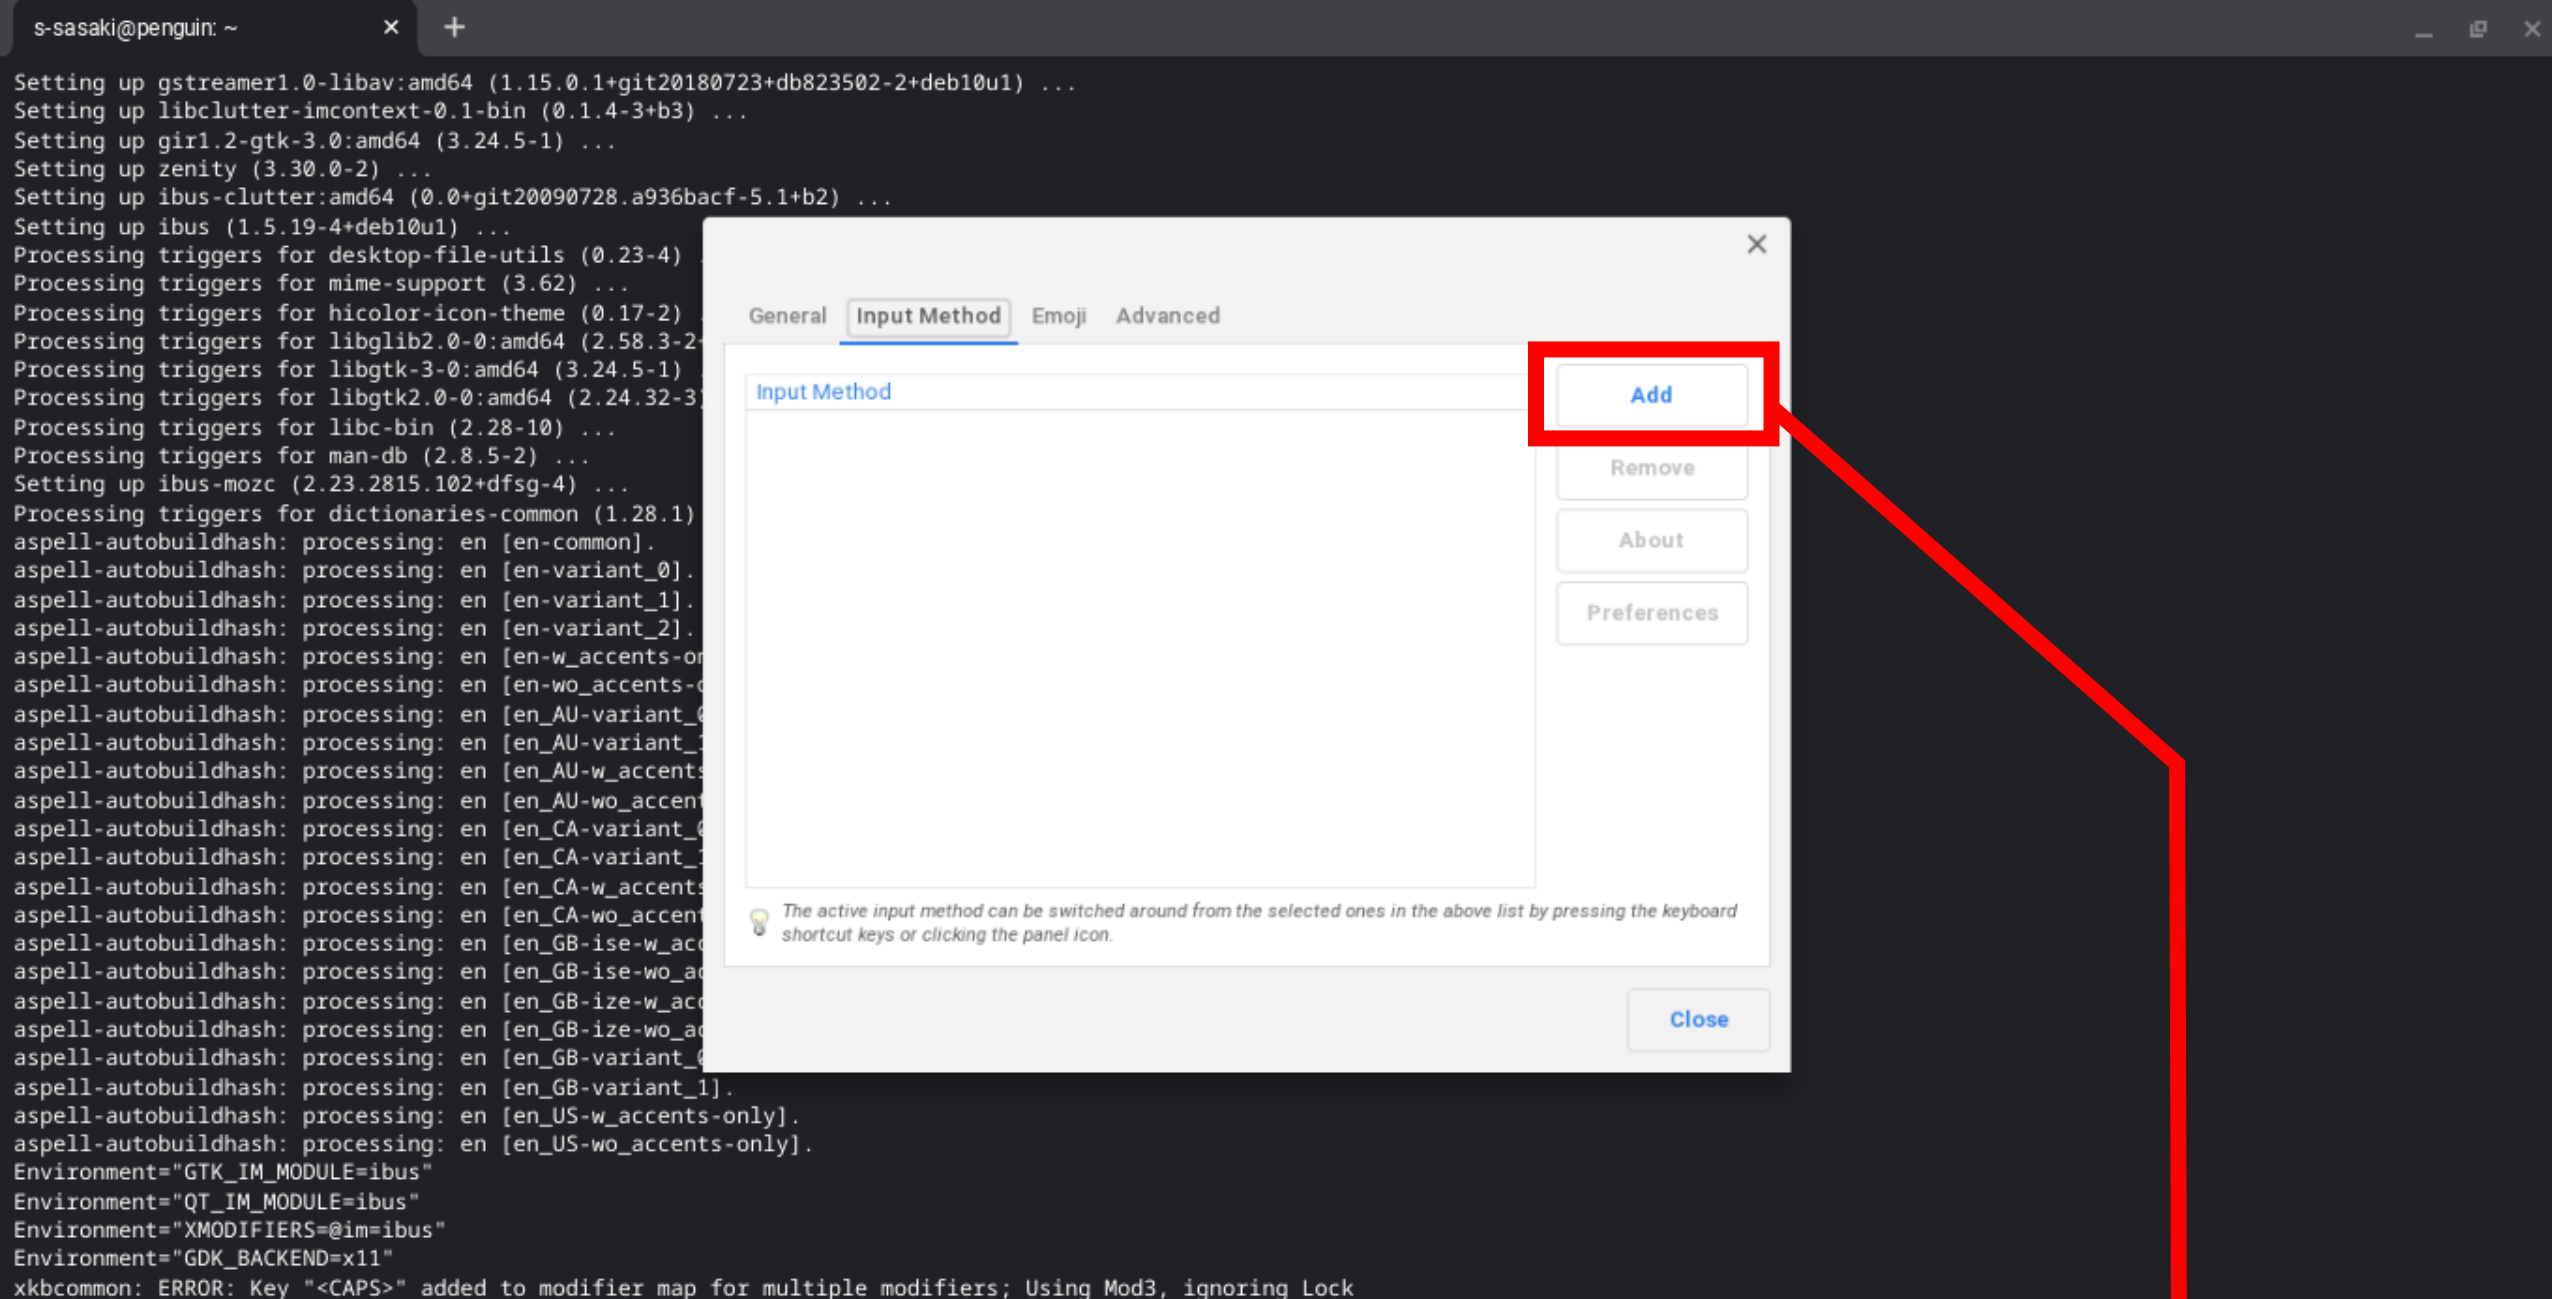 s-sasaki@penguin: ~
Setting up gstreamer1.0-libav:amd64 (1.15.0.1+git20180723+db823502-2+deb10u1) ...
Setting up libclutter-imcontext-0.1-bin (0.1.4-3+b3) ...
Setting up gir1.2-gtk-3.0:amd64 (3.24.5-1) ...
Setting up zenity (3.30.0-2) ...
Setting up ibus-clutter:amd64 (0.0+git20090728.a936bacf-5.1+b2) ...
Setting up ibus (1.5.19-4+deb10u1) ...
Processing triggers for desktop-file-utils (0.23-4) .
Processing triggers for mime-support (3.62) ...
Processing triggers for hicolor-icon-theme (0.17-2) .
Processing triggers for libglib2.0-0:amd64 (2.58.3-2+
Processing triggers for libgtk-3-0:amd64 (3.24.5-1) .
Processing triggers for libgtk2.0-0:amd64 (2.24.32-3)
Processing triggers for libc-bin (2.28-10) ...
Processing triggers for man-db (2.8.5-2) ...
Setting up ibus-mozc (2.23.2815.102+dfsg-4) ...
Processing triggers for dictionaries-common (1.28.1)
aspell-autobuildhash: processing: en [en-common].
aspell-autobuildhash: processing: en [en-variant_0].
aspell-autobuildhash: processing: en [en-variant_1].
aspell-autobuildhash: processing: en [en-variant_2].
aspell-autobuildhash: processing: en [en-w_accents-on
aspell-autobuildhash: processing: en [en-wo_accents-o
aspell-autobuildhash: processing: en [en_AU-variant_0
aspell-autobuildhash: processing: en [en_AU-variant_1
aspell-autobuildhash: processing: en [en_AU-w_accents
aspell-autobuildhash: processing: en [en_AU-wo_accent
aspell-autobuildhash: processing: en [en_CA-variant_0
aspell-autobuildhash: processing: en [en_CA-variant_1
aspell-autobuildhash: processing: en [en_CA-w_accents
aspell-autobuildhash: processing: en [en_CA-wo_accent
aspell-autobuildhash: processing: en [en_GB-ise-w_acc
aspell-autobuildhash: processing: en [en_GB-ise-wo_ac
aspell-autobuildhash: processing: en [en_GB-ize-w_acc
aspell-autobuildhash: processing: en [en_GB-ize-wo_ac
aspell-autobuildhash: processing: en [en_GB-variant_0
aspell-autobuildhash: processing: en [en_GB-variant_1].
aspell-autobuildhash: processing: en [en_US-w_accents-only].
aspell-autobuildhash: processing: en [en_US-wo_accents-only].
Environment="GTK_IM_MODULE=ibus"
Environment="QT_IM_MODULE=ibus"
Environment="XMODIFIERS=@im=ibus"
Environment="GDK_BACKEND=x11"
xkbcommon: ERROR: Key "<CAPS>" added to modifier map for multiple modifiers; Using Mod3, ignoring Lock
General Input Method Emoji Advanced
Input Method
Add
Remove
About
Preferences
The active input method can be switched around from the selected ones in the above list by pressing the keyboard
shortcut keys or clicking the panel icon.
Close